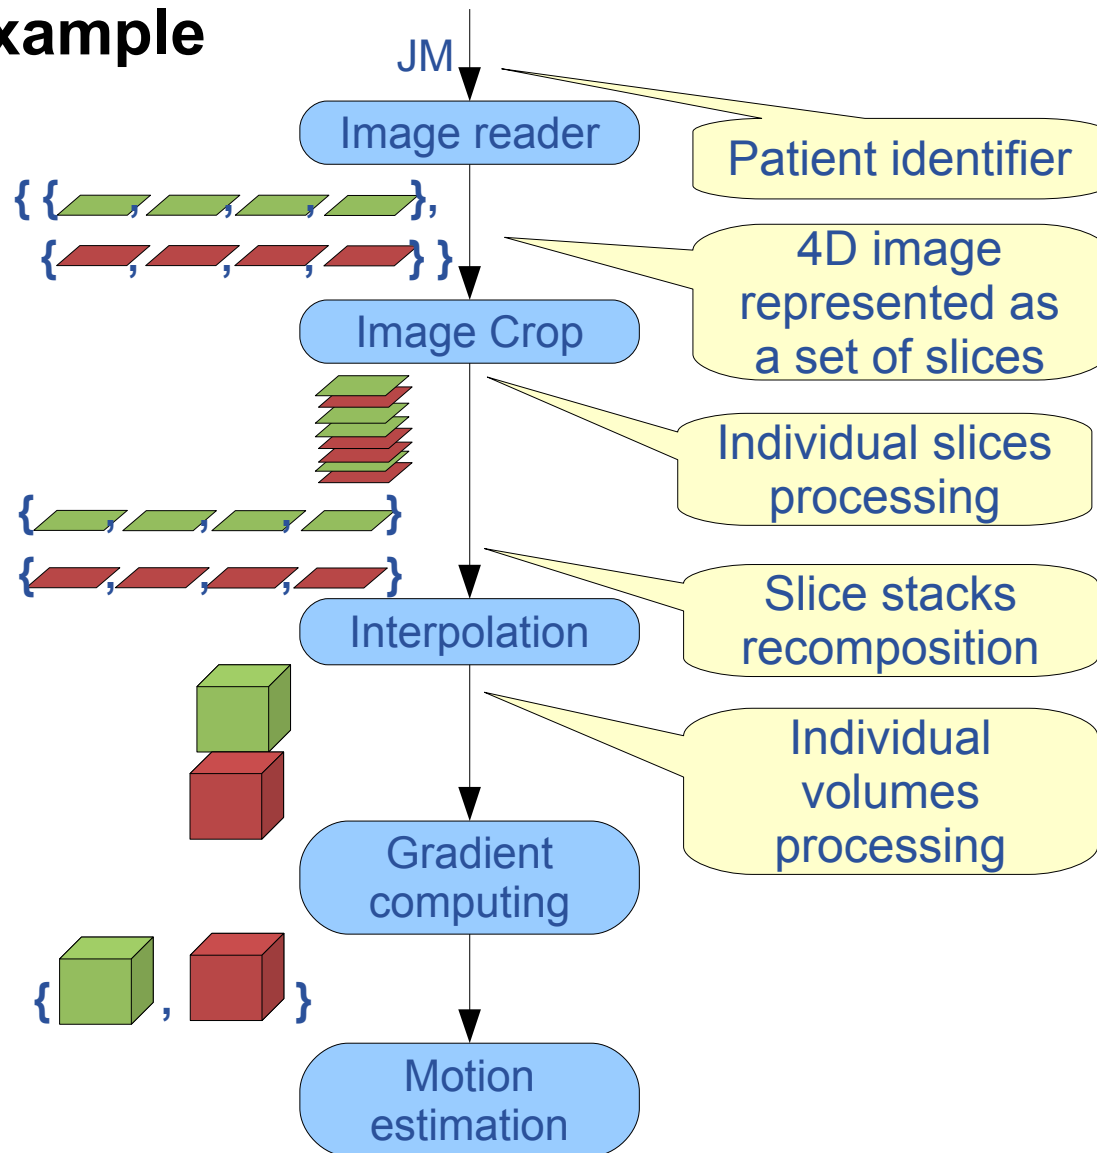 xample
JM
Image reader
Patient identifier
{ { , , , },
{ , , , } }
4D image
represented as
a set of slices
Image Crop
Individual slices
processing
{ , , , }
{ , , , }
Slice stacks
recomposition
Interpolation
Individual
volumes
processing
Gradient
computing
{ , }
Motion
estimation